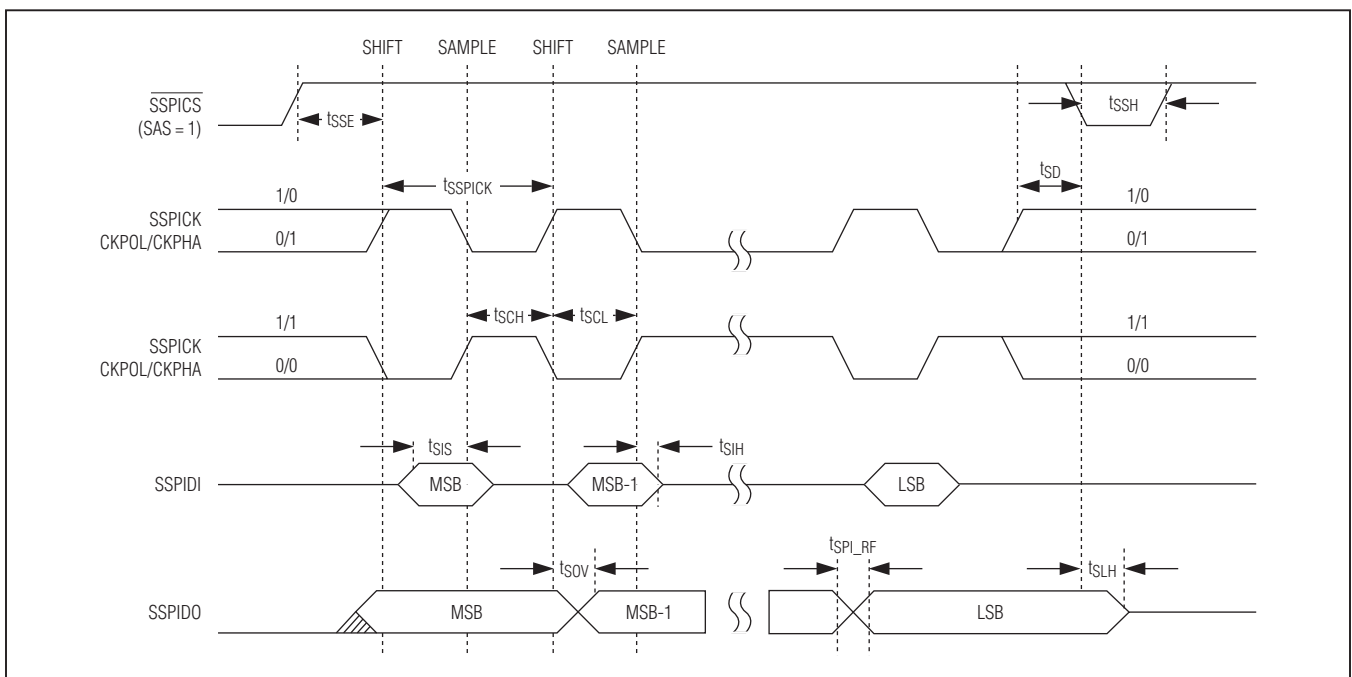 SHIFT SAMPLE SHIFT SAMPLE
SSPICS
(SAS = 1)
tSSE
tSSH
tSSPICK
tSD
1/0
1/0
SSPICK
CKPOL/CKPHA
0/1
0/1
tSCH
tSCL
1/1
1/1
SSPICK
CKPOL/CKPHA
0/0
0/0
tSIS
tSIH
SSPIDI
MSB
MSB-1
LSB
tSOV
tSPI_RF
tSLH
SSPIDO
MSB
MSB-1
LSB